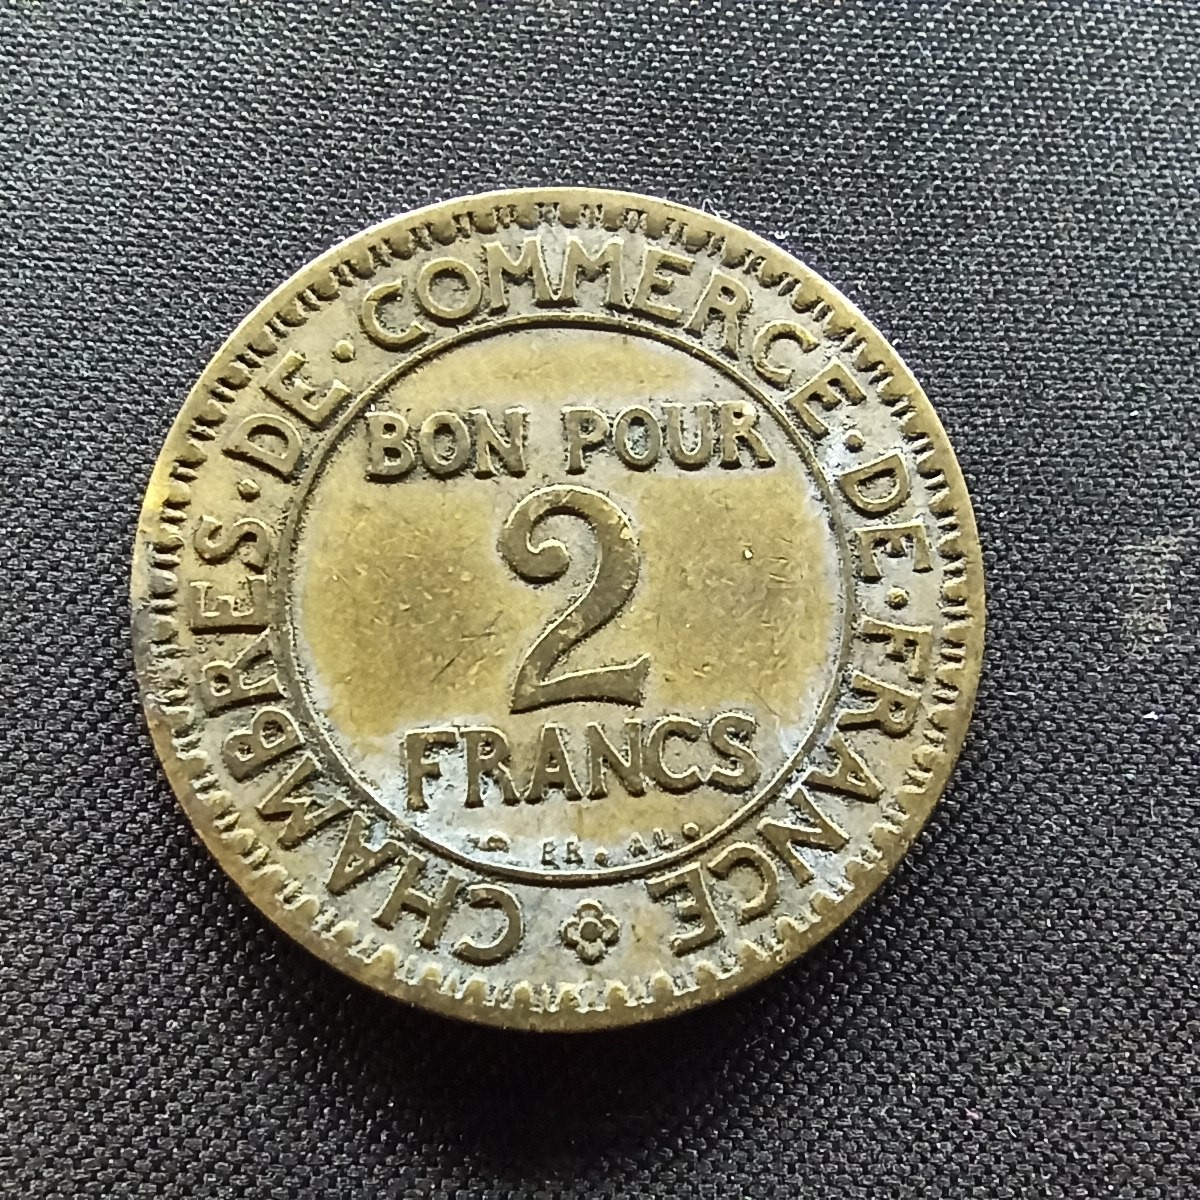 CHAMBRES·DE·COMMERCE·DE·FRANCE
BON POUR
2
FRANCS